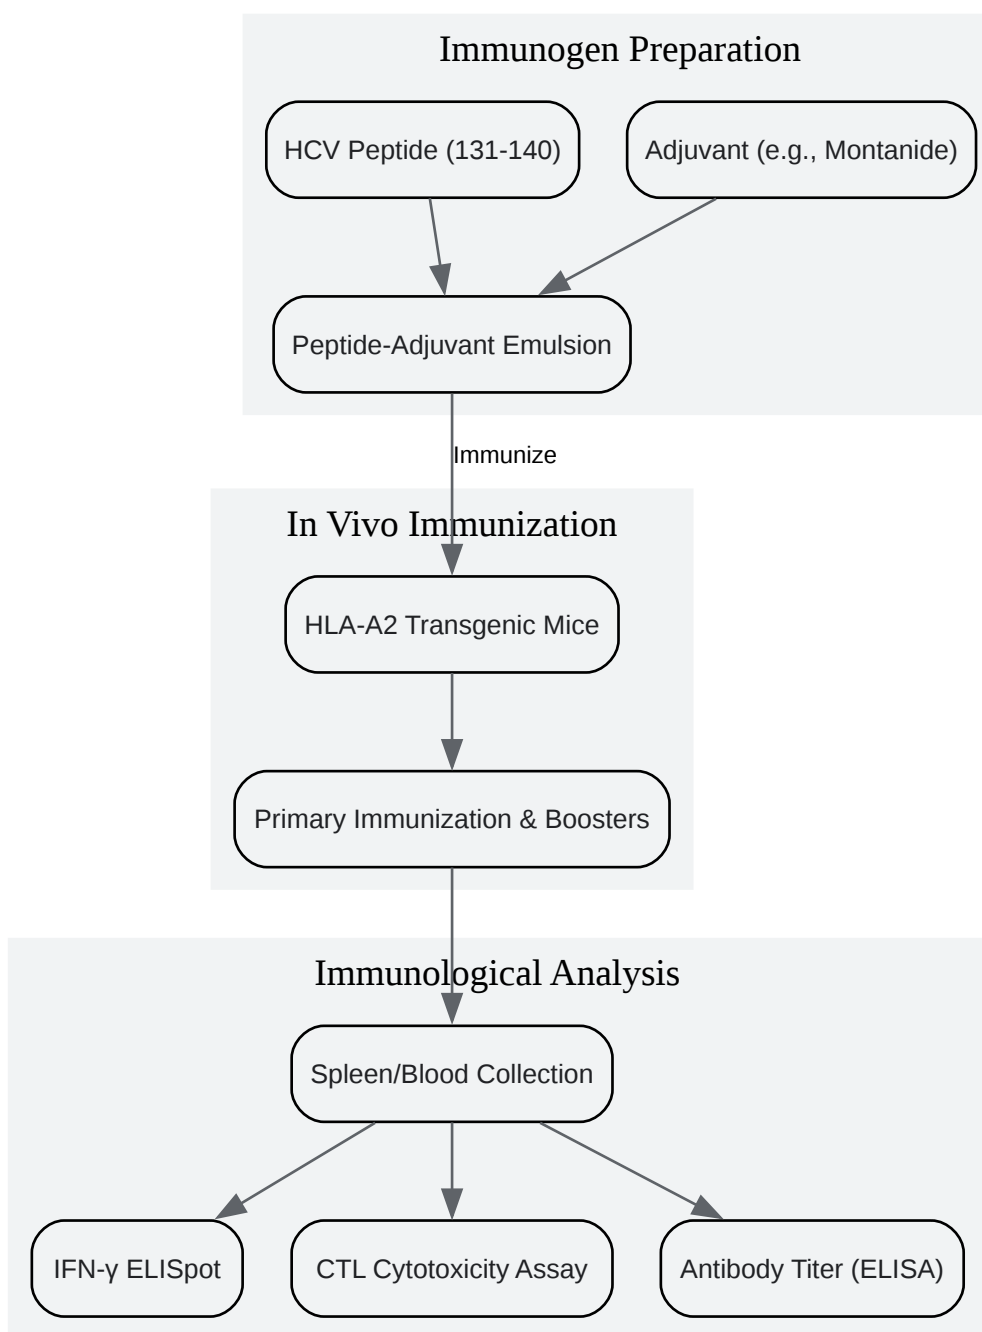 Immunogen Preparation
HCV Peptide (131-140)
Adjuvant (e.g., Montanide)
Peptide-Adjuvant Emulsion
Immunize
In Vivo Immunization
HLA-A2 Transgenic Mice
Primary Immunization & Boosters
Immunological Analysis
Spleen/Blood Collection
IFN-γ ELISpot
CTL Cytotoxicity Assay
Antibody Titer (ELISA)